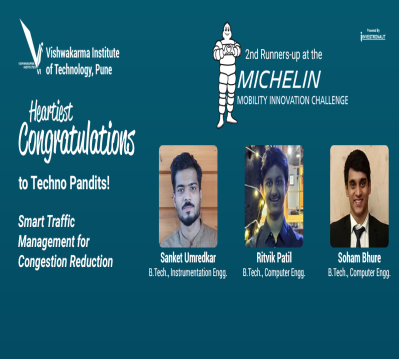 Vishwakarma Institute
of Technology, Pune
Powered By
INVESTRONAUT
2nd Runners-up at the
MICHELIN
MOBILITY INNOVATION CHALLENGE
Heartiest
Congratulations
to Techno Pandits!
Smart Traffic
Management for
Congestion Reduction
Sanket Umredkar
B.Tech., Instrumentation Engg.
Ritvik Patil
B.Tech., Computer Engg.
Soham Bhure
B.Tech., Computer Engg.